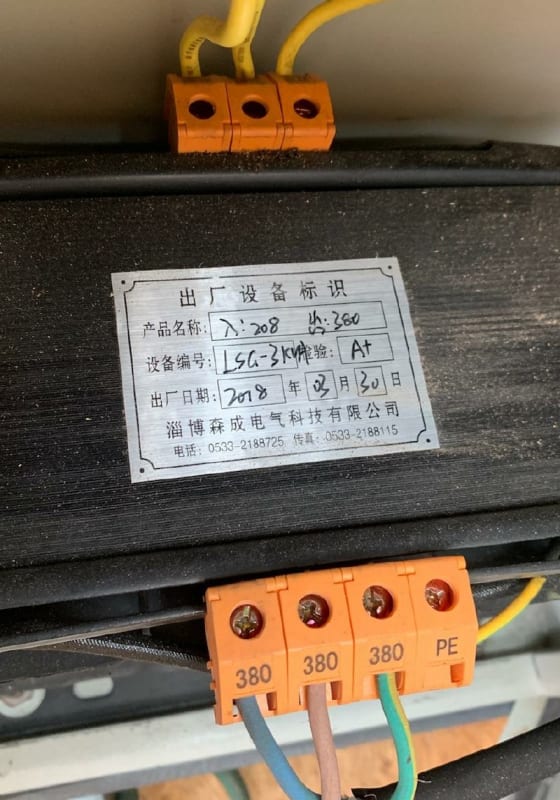 出厂设备标识
产品名称: 入:208 出:380
设备编号: LSG-3KVA 检验: A+
出厂日期: 2018 年 03 月 30 日
淄博森成电气科技有限公司
电话: 0533-2188725 传真: 0533-2188115
380 380 380 PE